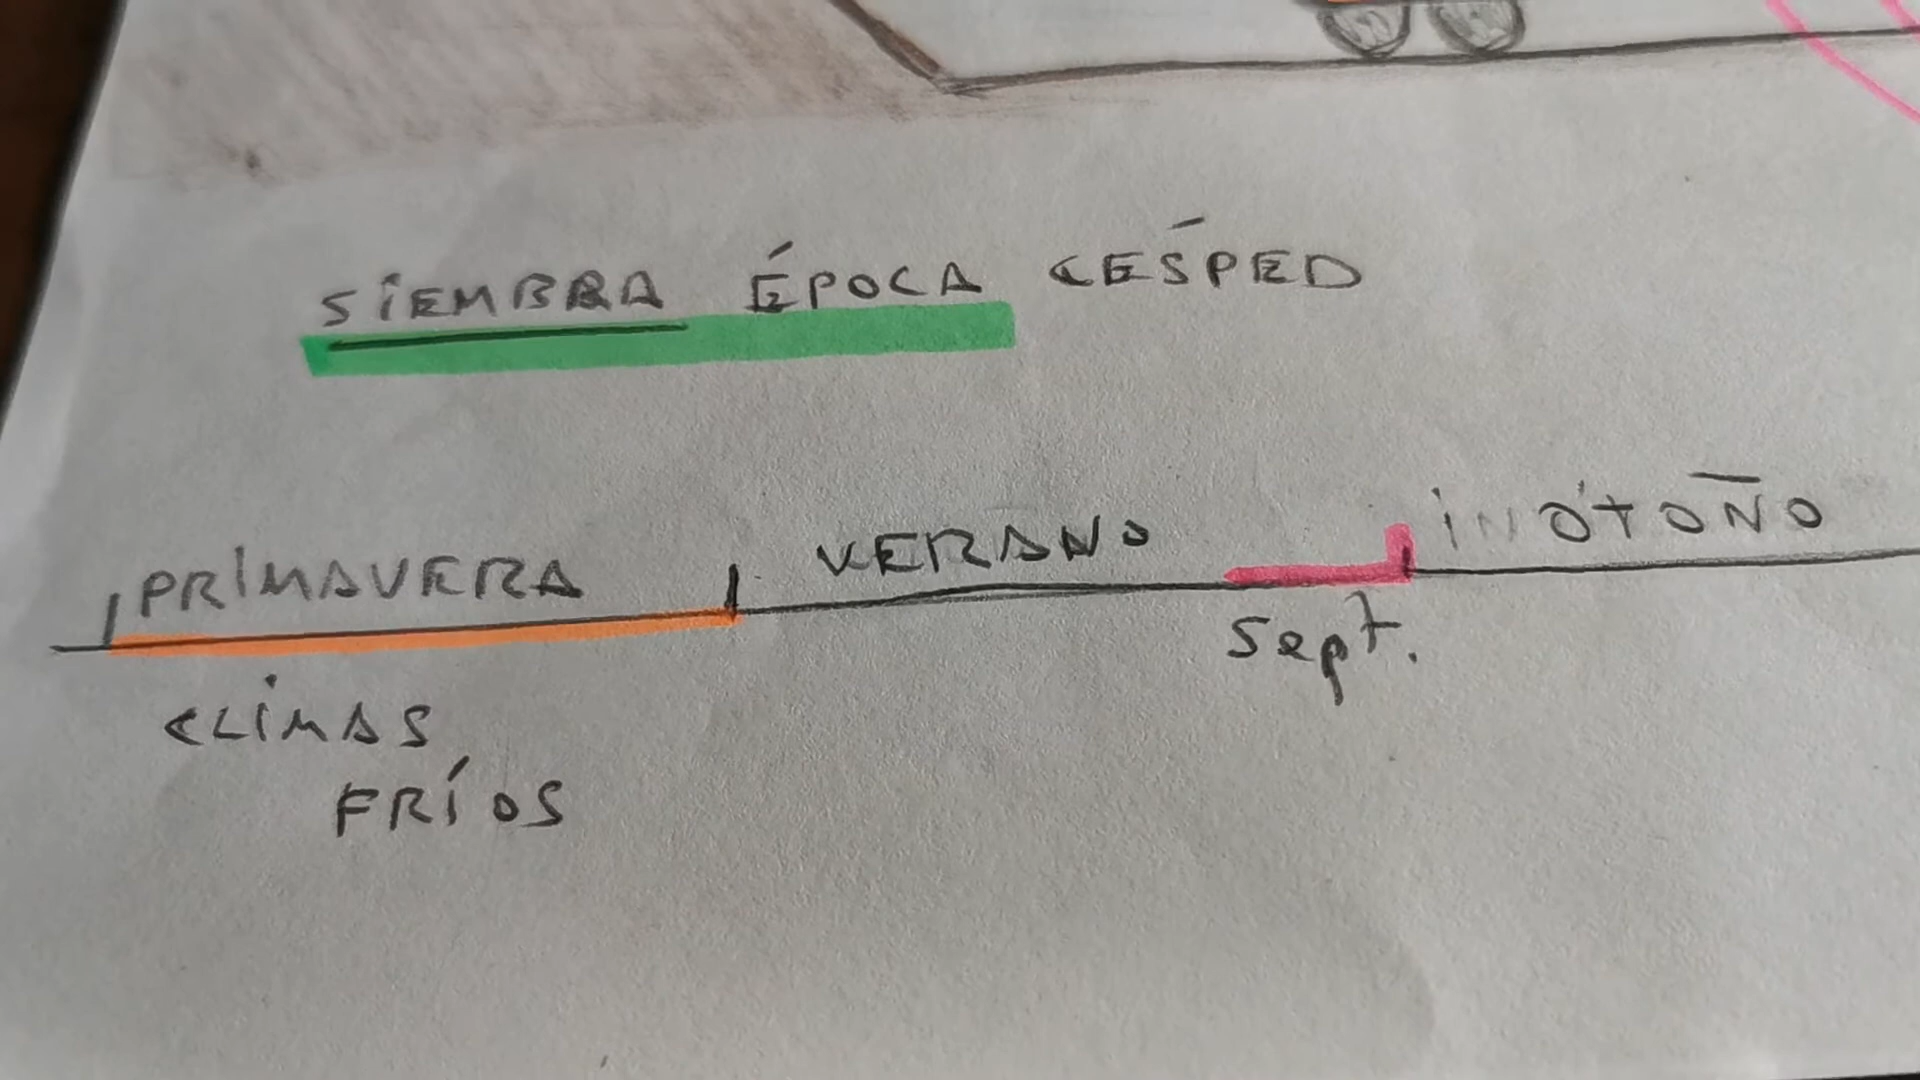 SIEMBRA ÉPOCA CÉSPED
PRIMAVERA VERANO OTOÑO
Sept.
CLIMAS
FRÍOS